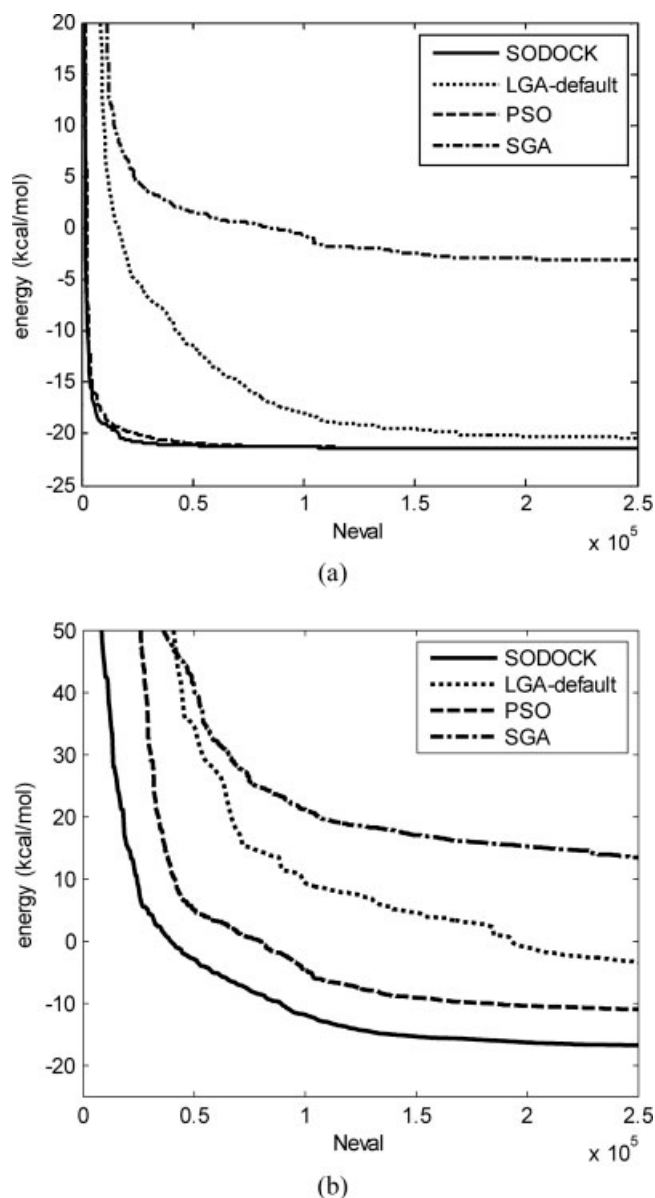 20
15
10
5
0
-5
-10
-15
-20
-25
energy (kcal/mol)
SODOCK
LGA-default
PSO
SGA
0 0.5 1 1.5 2 2.5
Neval
x 10^5
(a)
50
40
30
20
10
0
-10
-20
energy (kcal/mol)
SODOCK
LGA-default
PSO
SGA
0 0.5 1 1.5 2 2.5
Neval
x 10^5
(b)